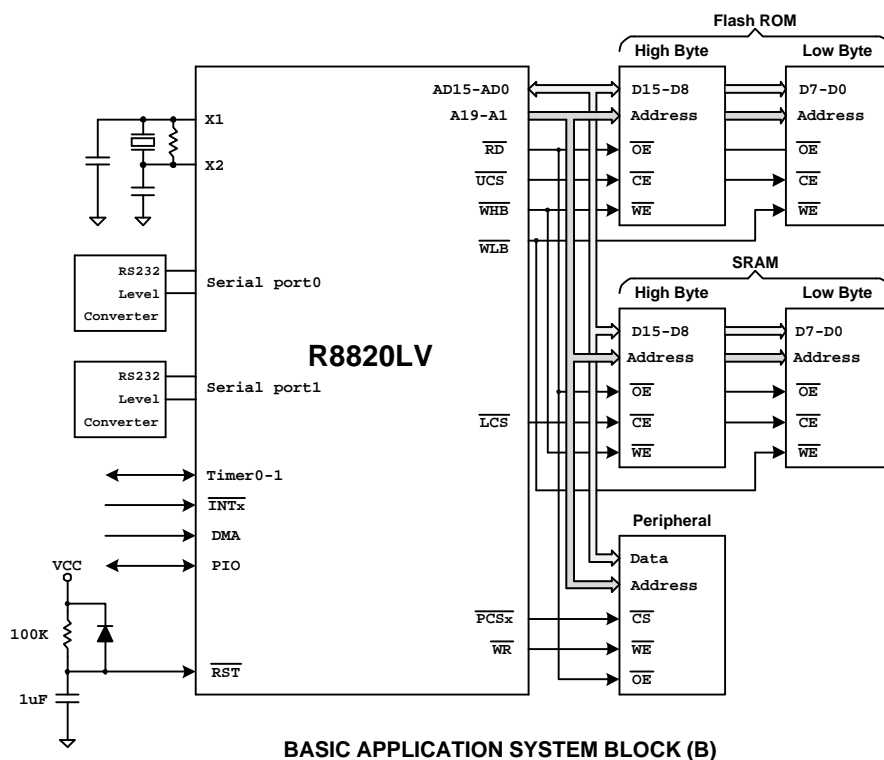 Flash ROM
High Byte
Low Byte
AD15-AD0
D15-D8
D7-D0
A19-A1
Address
Address
X1
RD
OE
OE
X2
UCS
CE
CE
WHB
WE
WE
WLB
SRAM
RS232
Level
Converter
Serial port0
High Byte
Low Byte
D15-D8
D7-D0
R8820LV
Address
Address
RS232
Level
Converter
Serial port1
OE
OE
LCS
CE
CE
WE
WE
Timer0-1
INTx
Peripheral
DMA
Data
VCC
PIO
Address
PCSx
CS
100K
WR
WE
RST
OE
1uF
BASIC APPLICATION SYSTEM BLOCK (B)